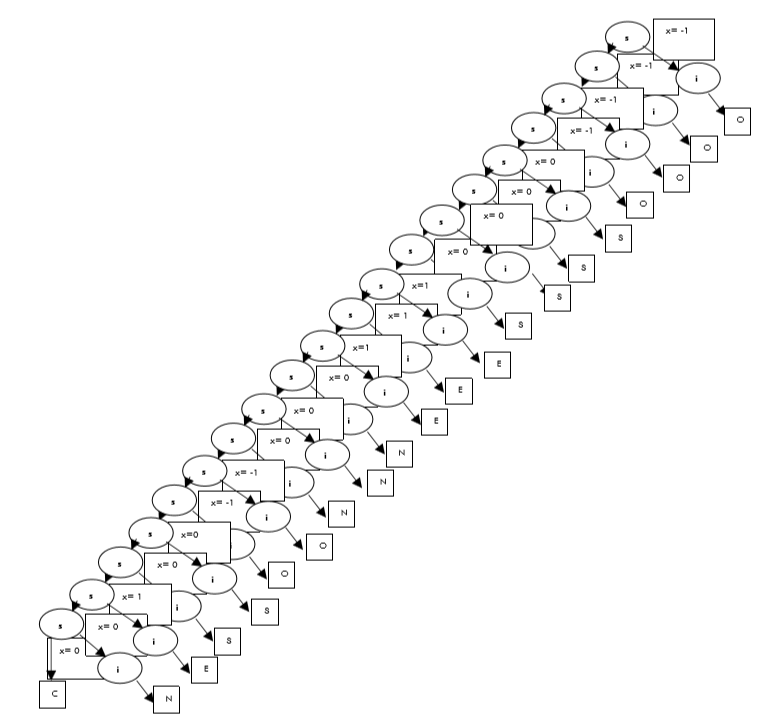 s x= -1
s x= -1 i
s x= -1 i O
s x= -1 i O
s x= 0 i O
s x= 0 i O
s x= 0 S
s x= 0 i S
s x=1 i S
s x= 1 i S
s x=1 i E
s x= 0 i E
s x= 0 i E
s x= 0 i N
s x= -1 i N
s x= -1 i N
s x=0 i O
s x= 0 i O
s x= 1 i S
s x= 0 i S
x= 0 i E
C N